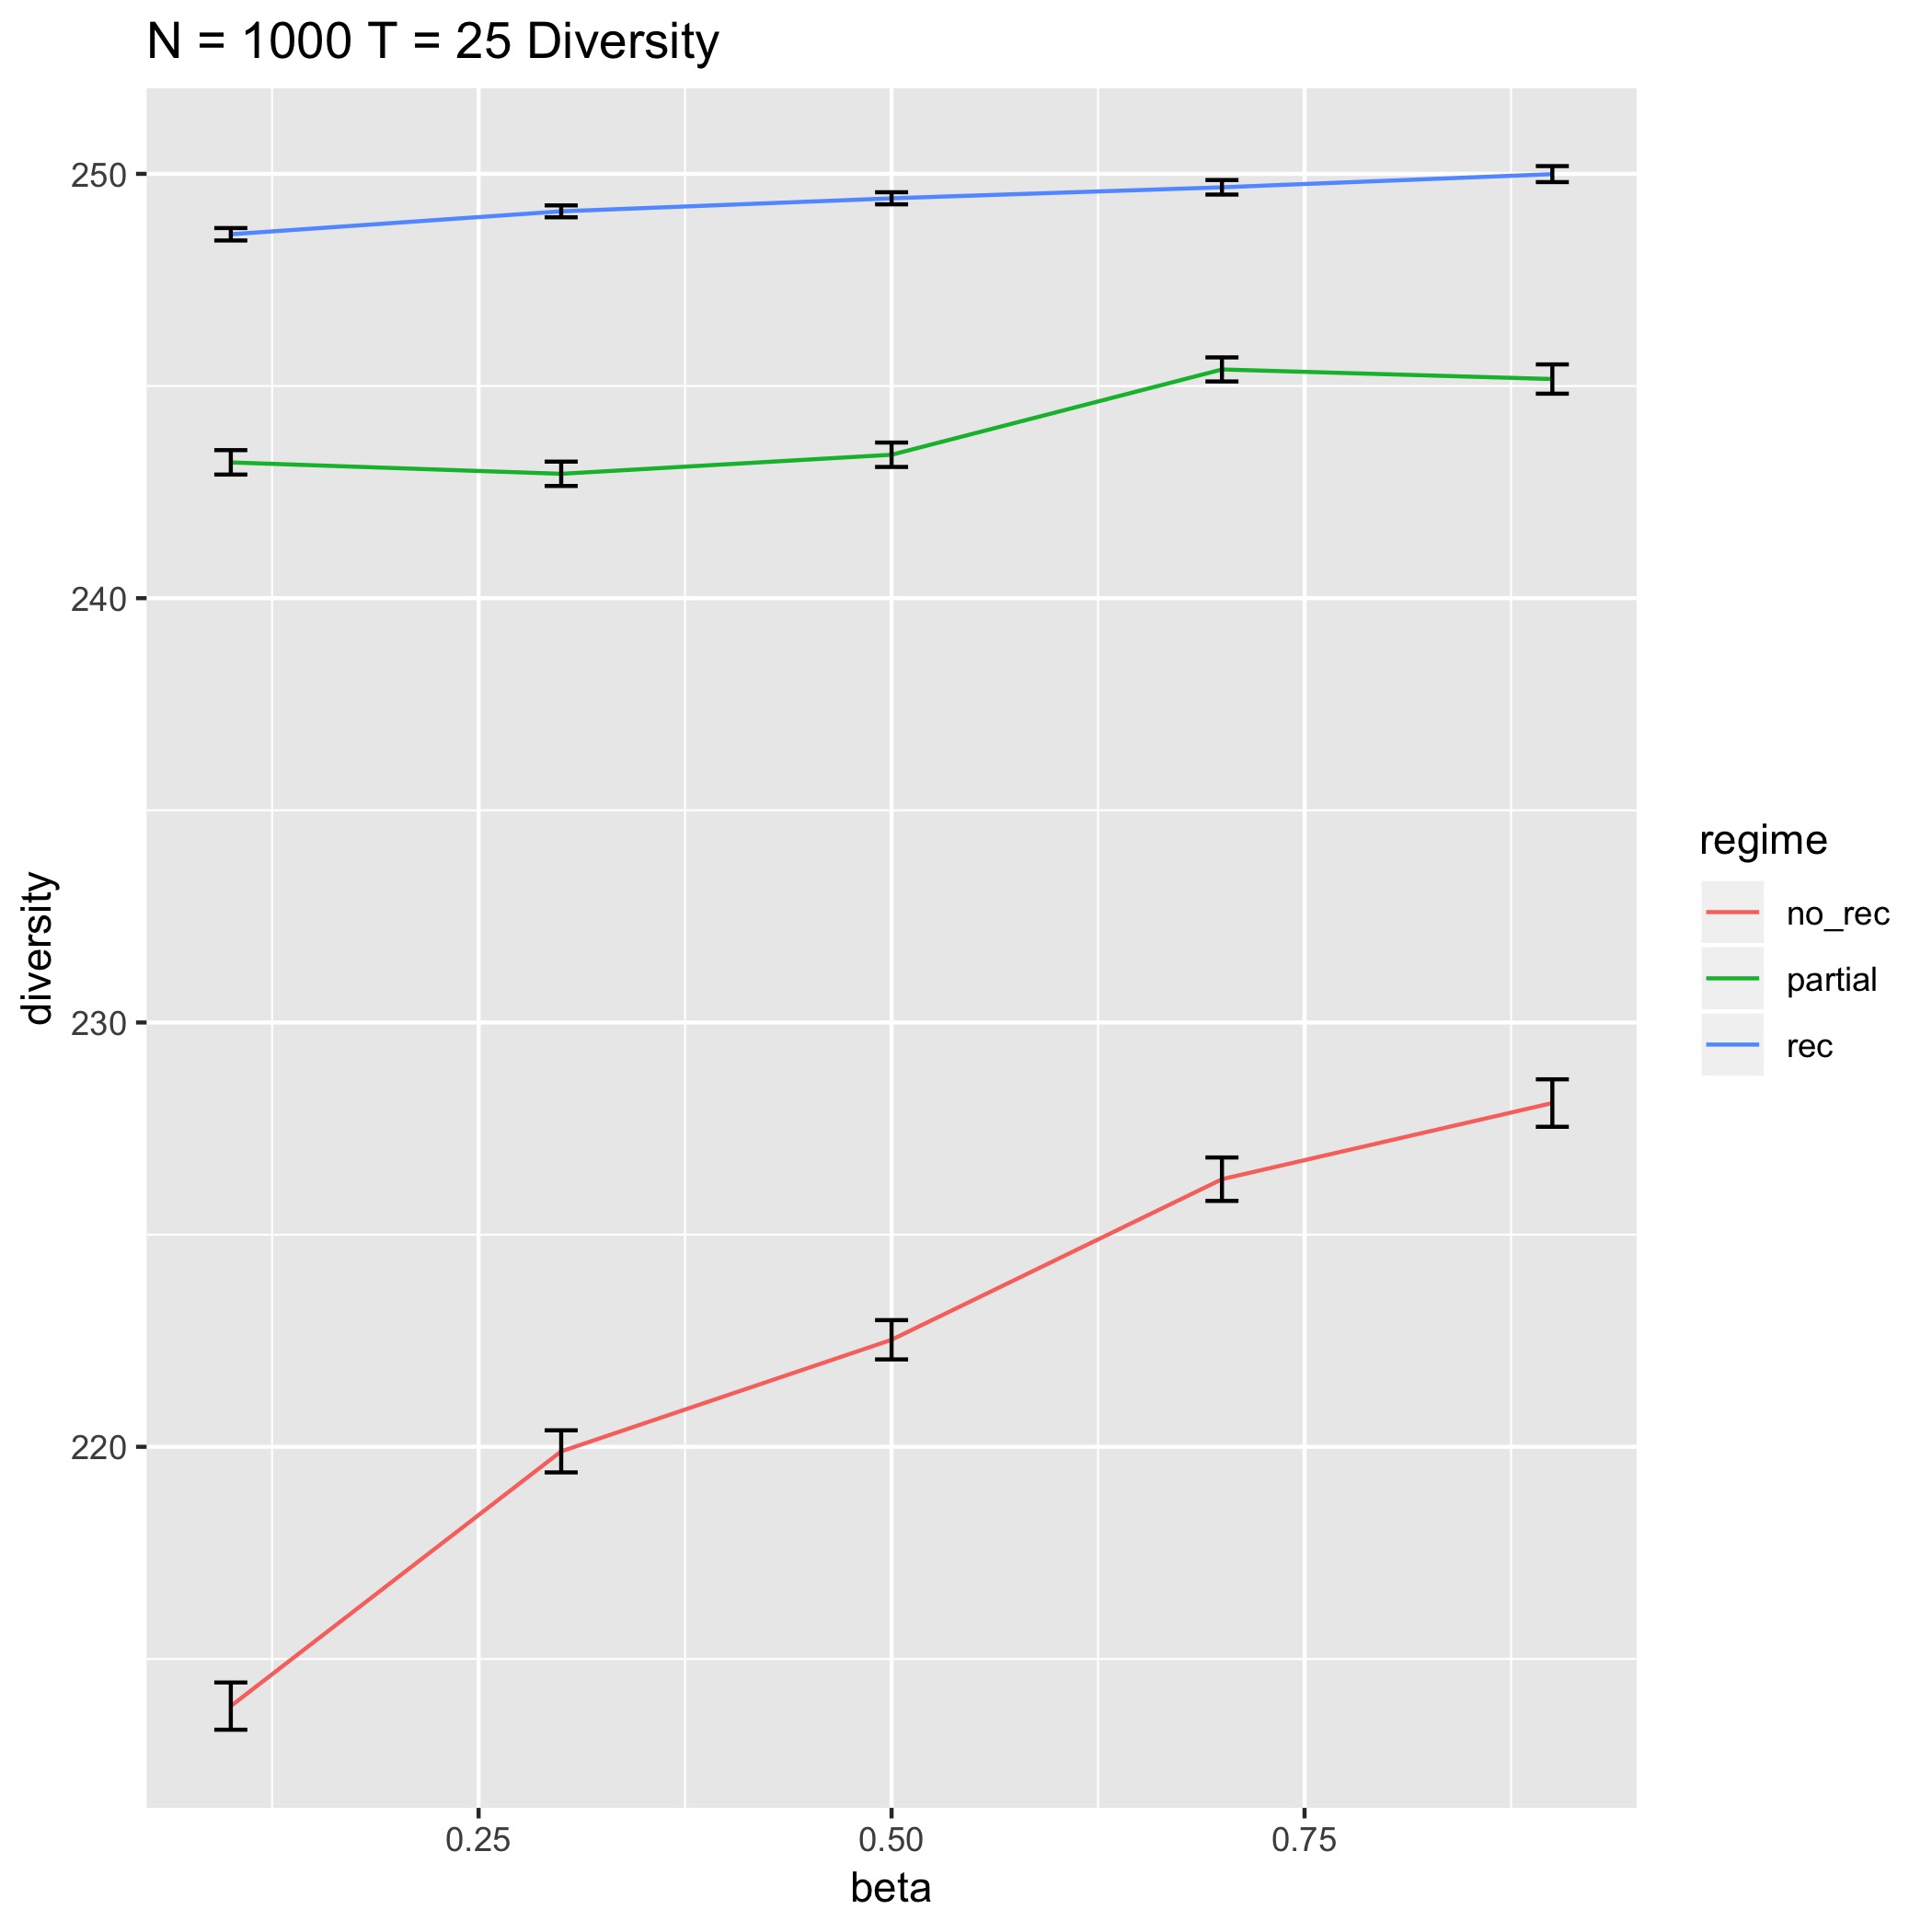 N = 1000 T = 25 Diversity
250
240
230
220
diversity
0.25 0.50 0.75
beta
regime
no_rec
partial
rec